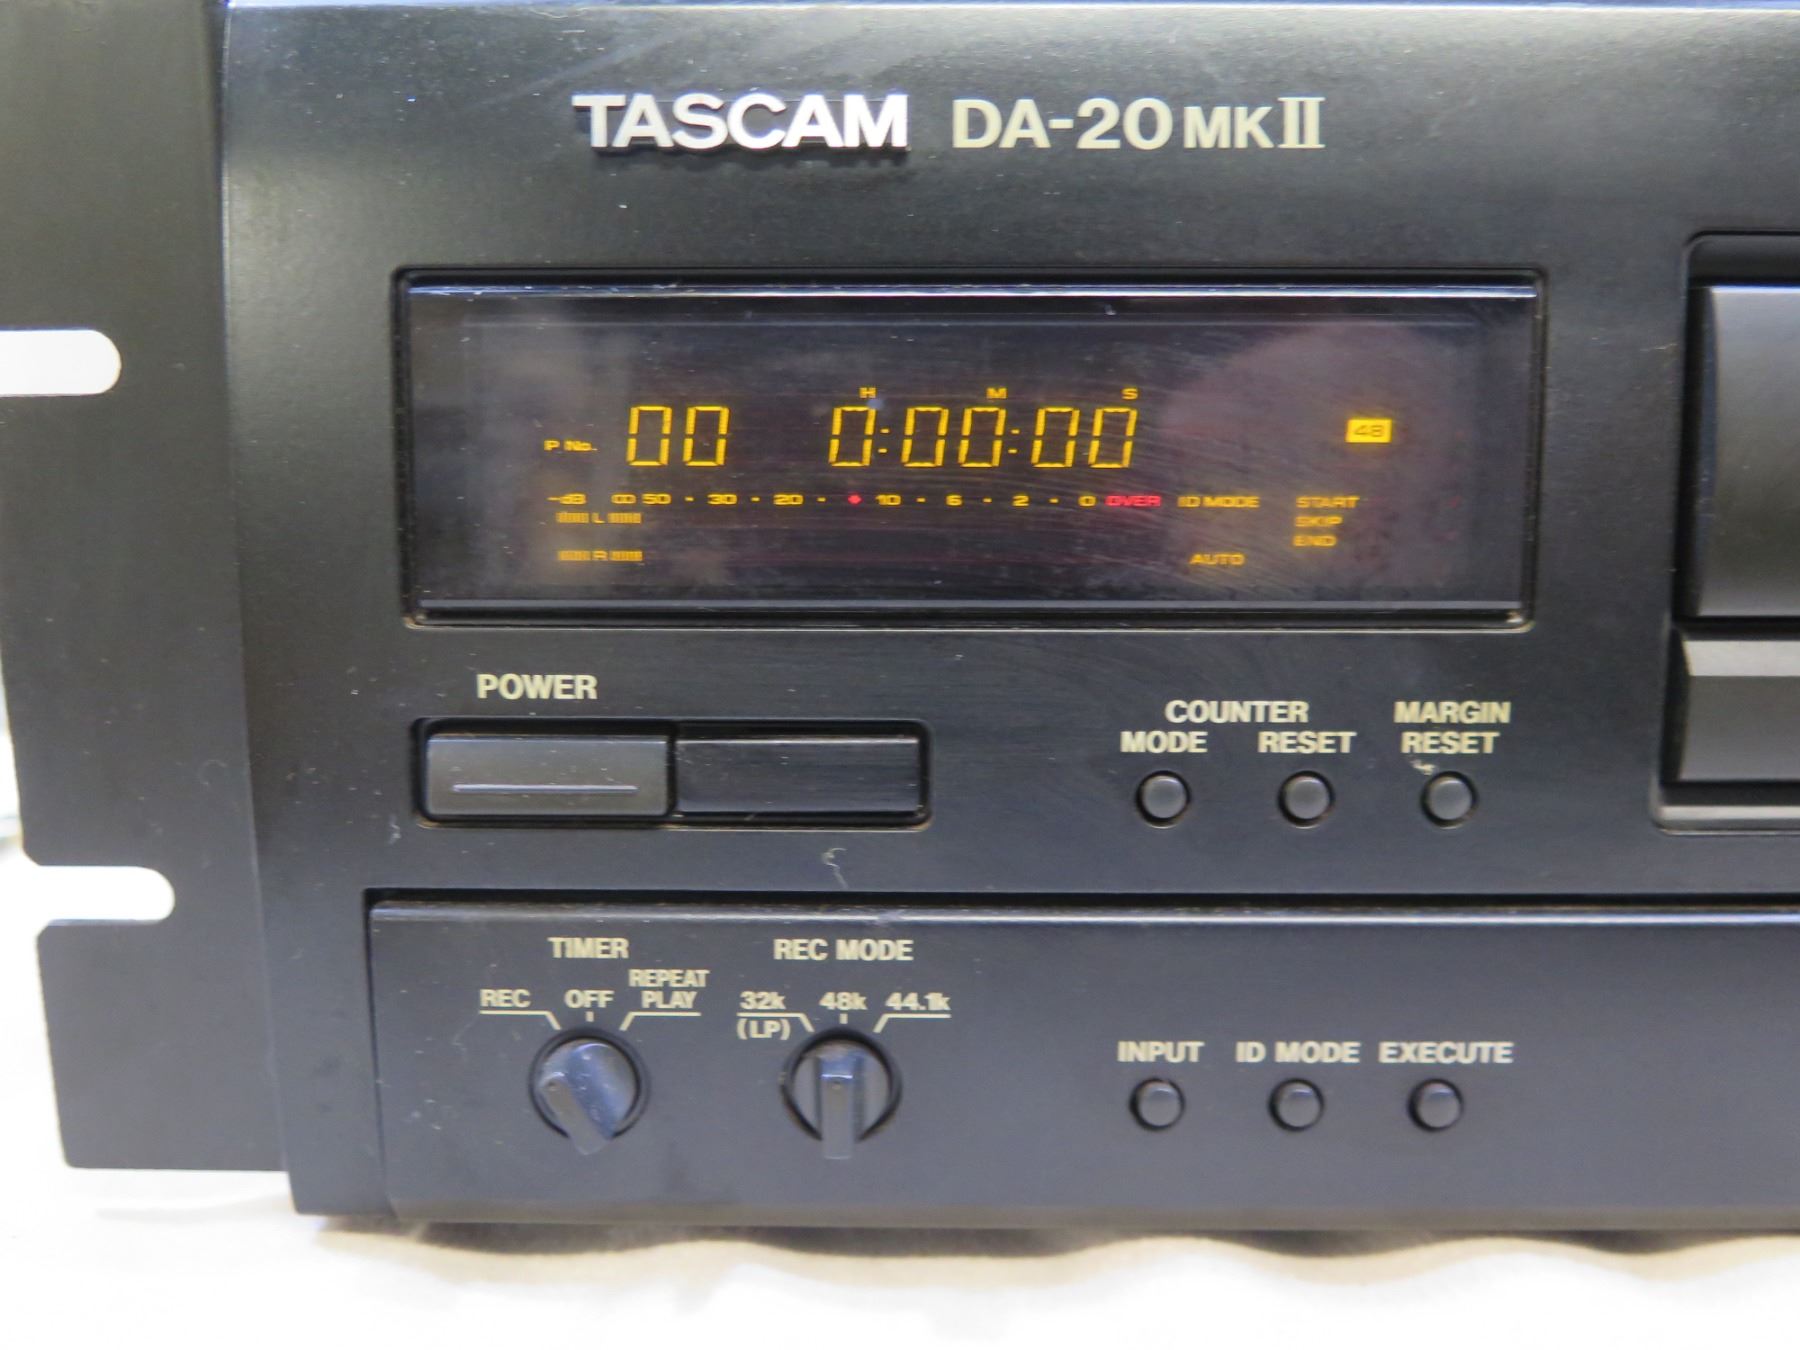 TASCAM DA-20 MKII
H M S
P No. 00 0:00:00 48
-dB ∞ 50 - 30 - 20 - ♦ 10 - 6 - 2 - 0 OVER ID MODE START
L SKIP
END
R AUTO
POWER
COUNTER MARGIN
MODE RESET RESET
TIMER REC MODE
REC OFF REPEAT PLAY 32k (LP) 48k 44.1k
INPUT ID MODE EXECUTE